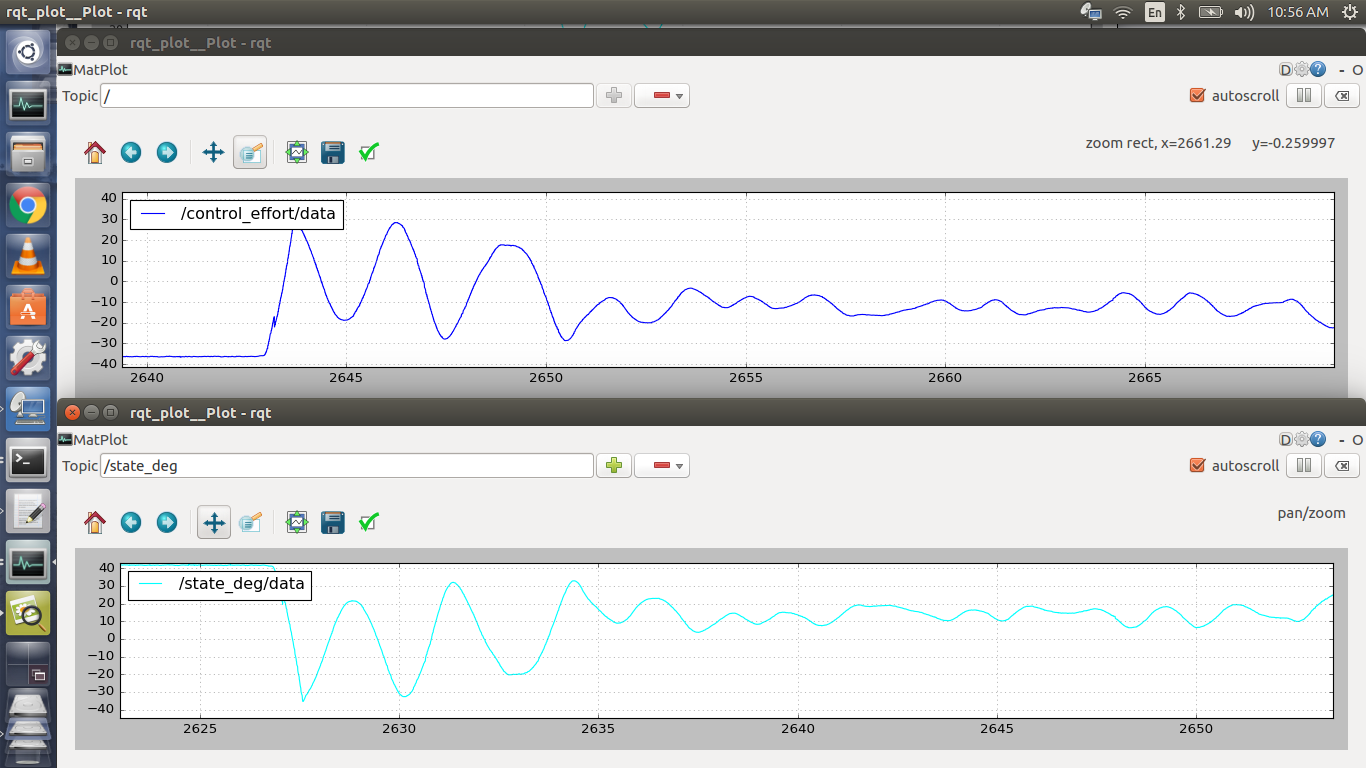 rqt_plot__Plot - rqt
En
10:56 AM
rqt_plot__Plot - rqt
MatPlot
D
- O
Topic /
autoscroll
zoom rect, x=2661.29 y=-0.259997
/control_effort/data
40
30
20
10
0
−10
−20
−30
−40
2640 2645 2650 2655 2660 2665
rqt_plot__Plot - rqt
MatPlot
D
- O
Topic /state_deg
autoscroll
pan/zoom
/state_deg/data
40
30
20
10
0
−10
−20
−30
−40
2625 2630 2635 2640 2645 2650